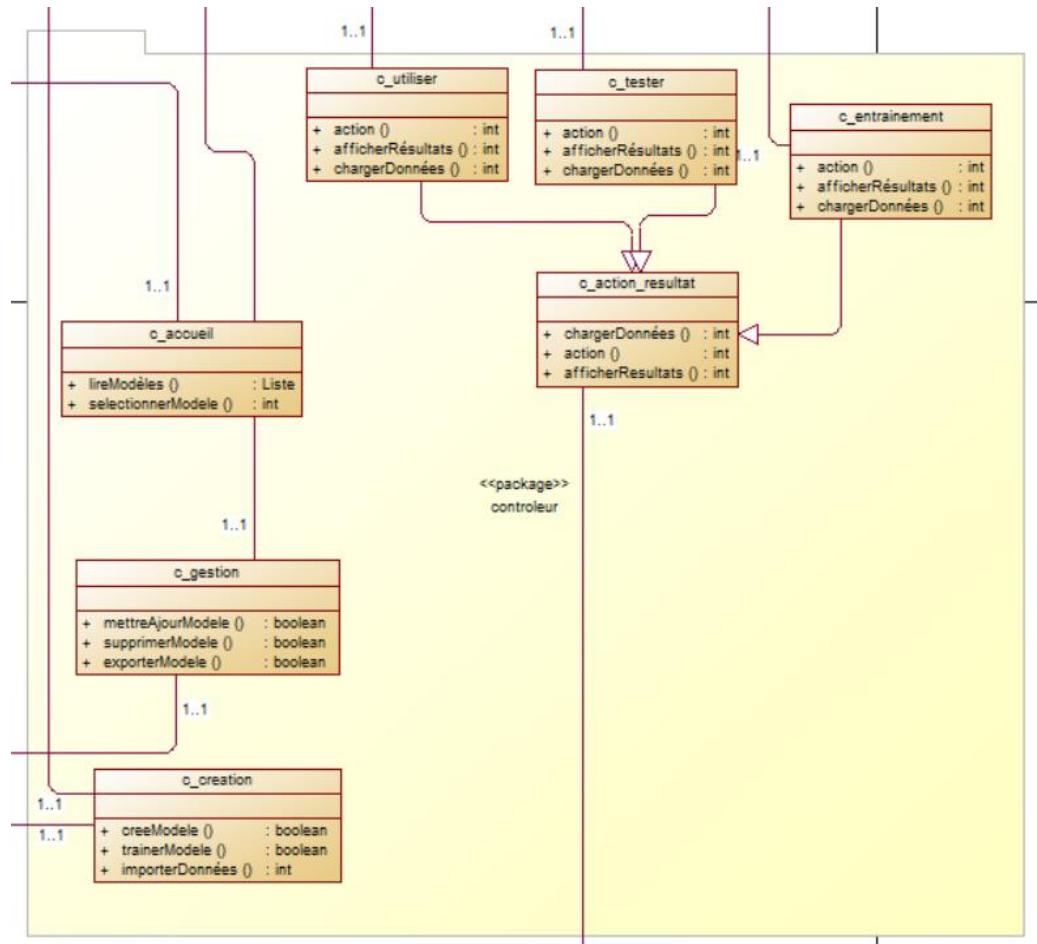 1..1
1..1
c_utiliser
+ action () : int
+ afficherRésultats () : int
+ chargerDonnées () : int
c_tester
+ action () : int
+ afficherRésultats () : int
+ chargerDonnées () : int
1..1
c_entrainement
+ action () : int
+ afficherRésultats () : int
+ chargerDonnées () : int
c_action_resultat
+ chargerDonnées () : int
+ action () : int
+ afficherResultats () : int
1..1
1..1
c_accueil
+ lireModèles () : Liste
+ selectionnerModele () : int
<<package>>
controleur
1..1
c_gestion
+ mettreAjourModele () : boolean
+ supprimerModele () : boolean
+ exporterModele () : boolean
1..1
c_creation
+ creeModele () : boolean
+ trainerModele () : boolean
+ importerDonnées () : int
1..1
1..1